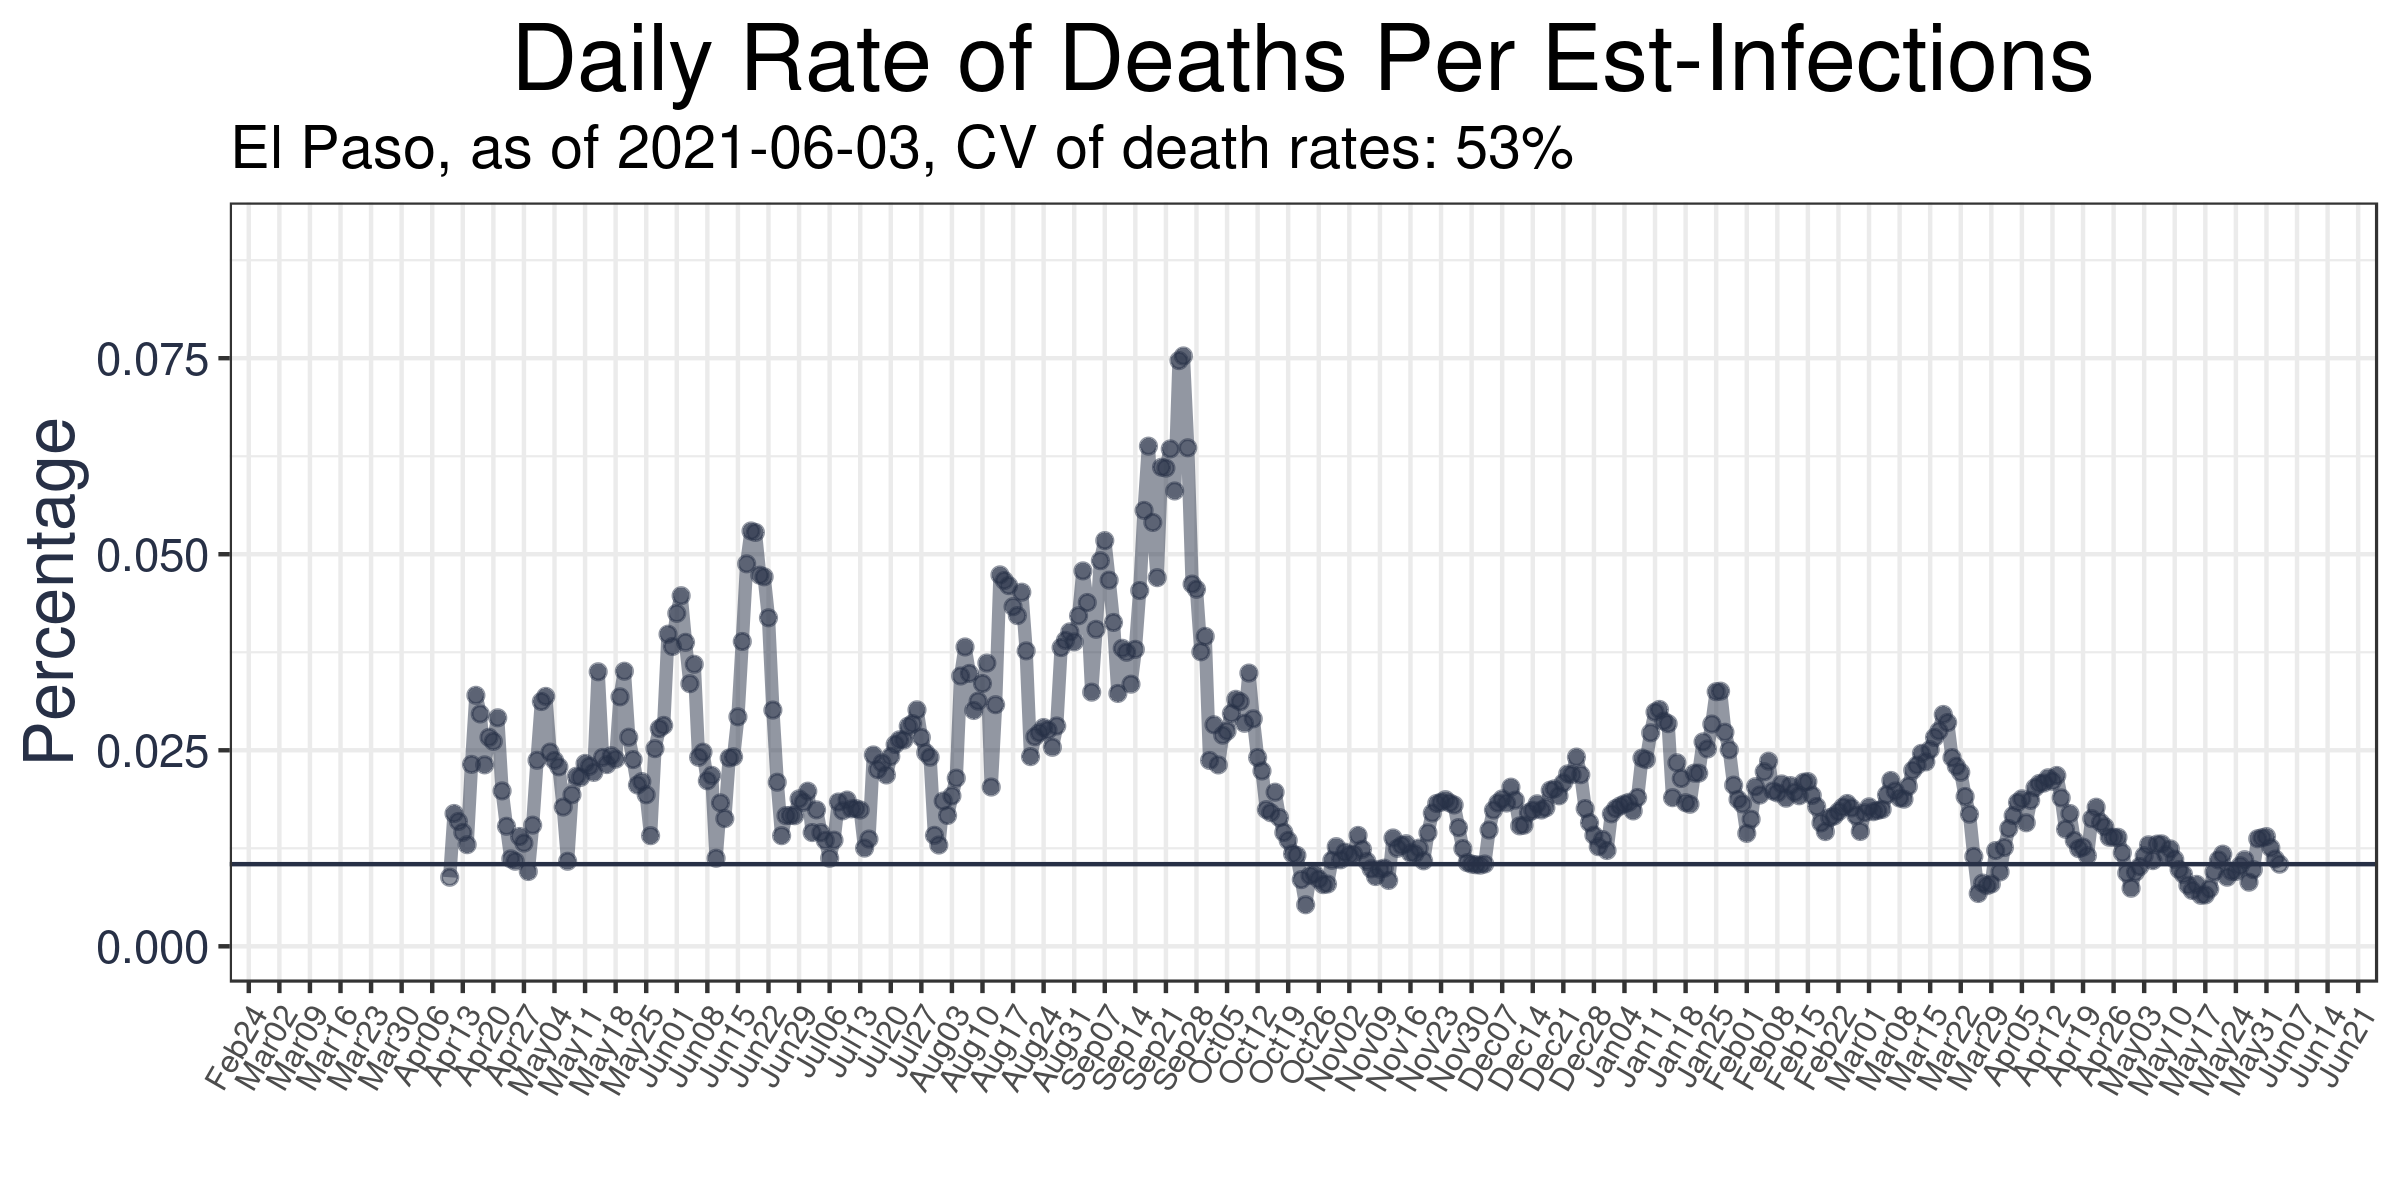 Daily Rate of Deaths Per Est-Infections
El Paso, as of 2021-06-03, CV of death rates: 53%
Percentage
0.075
0.050
0.025
0.000
Feb24
Mar02
Mar09
Mar16
Mar23
Mar30
Apr06
Apr13
Apr20
Apr27
May04
May11
May18
May25
Jun01
Jun08
Jun15
Jun22
Jun29
Jul06
Jul13
Jul20
Jul27
Aug03
Aug10
Aug17
Aug24
Aug31
Sep07
Sep14
Sep21
Sep28
Oct05
Oct12
Oct19
Oct26
Nov02
Nov09
Nov16
Nov23
Nov30
Dec07
Dec14
Dec21
Dec28
Jan04
Jan11
Jan18
Jan25
Feb01
Feb08
Feb15
Feb22
Mar01
Mar08
Mar15
Mar22
Mar29
Apr05
Apr12
Apr19
Apr26
May03
May10
May17
May24
May31
Jun07
Jun14
Jun21